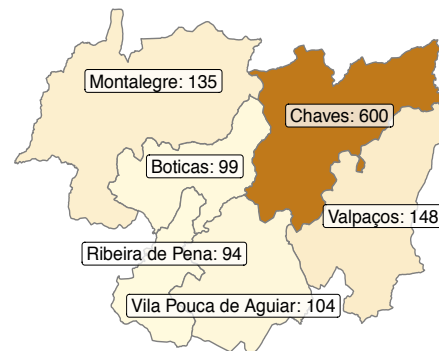 Montalegre: 135
Chaves: 600
Boticas: 99
Valpaços: 148
Ribeira de Pena: 94
Vila Pouca de Aguiar: 104